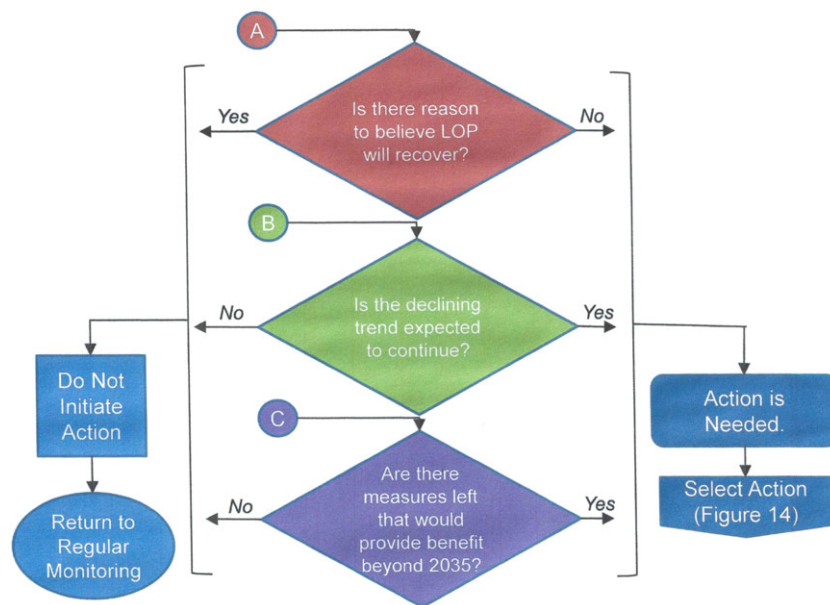 A
Is there reason
to believe LOP
will recover?
Yes
No
B
Is the declining
trend expected
to continue?
No
Yes
C
Are there
measures left
that would
provide benefit
beyond 2035?
No
Yes
Do Not
Initiate
Action
Return to
Regular
Monitoring
Action is
Needed.
Select Action
(Figure 14)